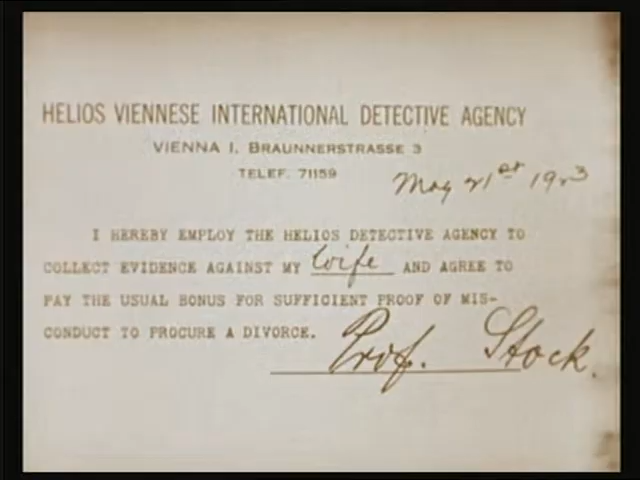 HELIOS VIENNESE INTERNATIONAL DETECTIVE AGENCY
VIENNA I. BRAUNNERSTRASSE 3
TELEF. 71159
May 21st 1923
I HEREBY EMPLOY THE HELIOS DETECTIVE AGENCY TO
COLLECT EVIDENCE AGAINST MY Wife AND AGREE TO
PAY THE USUAL BONUS FOR SUFFICIENT PROOF OF MIS-
CONDUCT TO PROCURE A DIVORCE.
Prof. Stock.